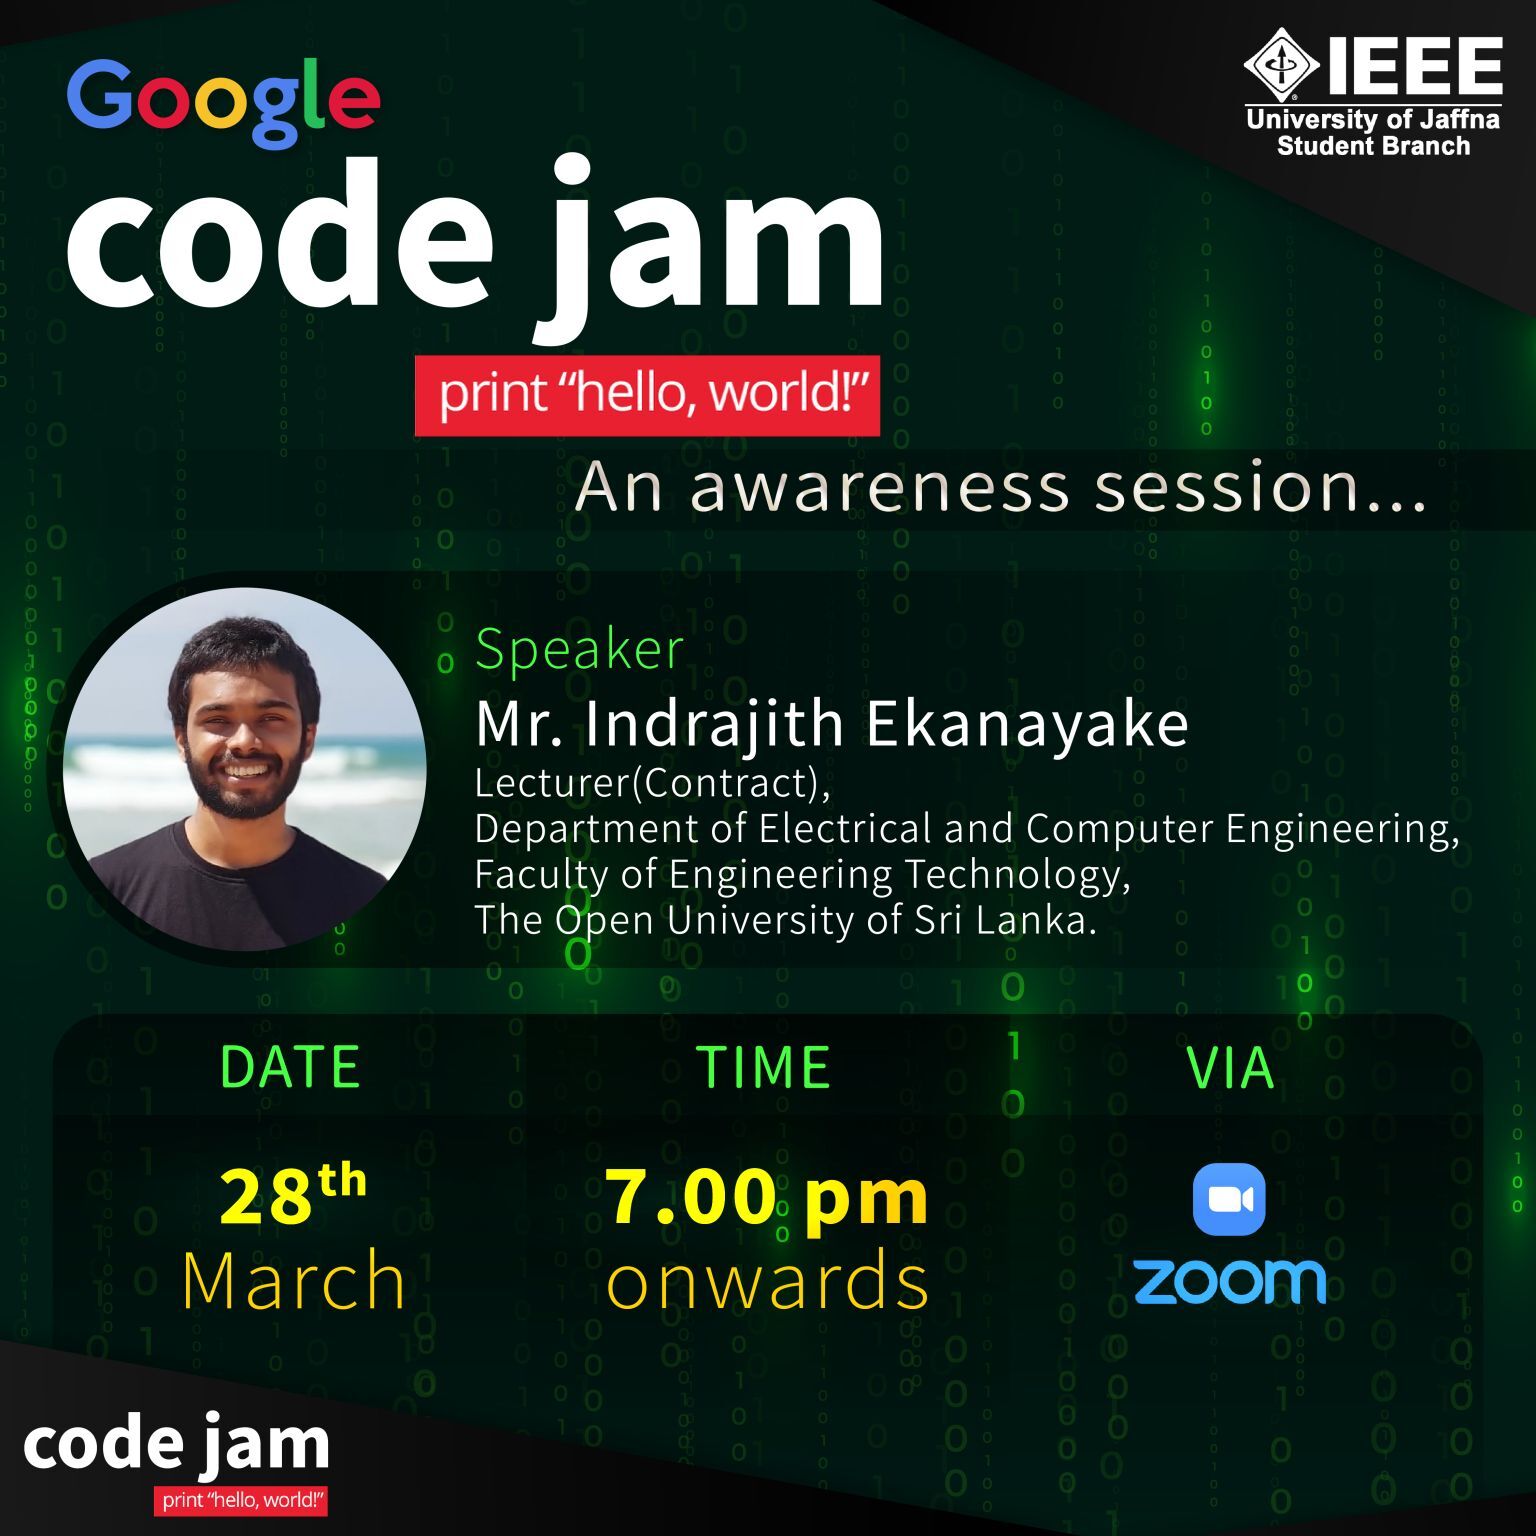 Google
code jam
print “hello, world!”
IEEE
University of Jaffna
Student Branch
An awareness session...
Speaker
Mr. Indrajith Ekanayake
Lecturer(Contract),
Department of Electrical and Computer Engineering,
Faculty of Engineering Technology,
The Open University of Sri Lanka.
DATE
28th
March
TIME
7.00 pm
onwards
VIA
zoom
code jam
print “hello, world!”